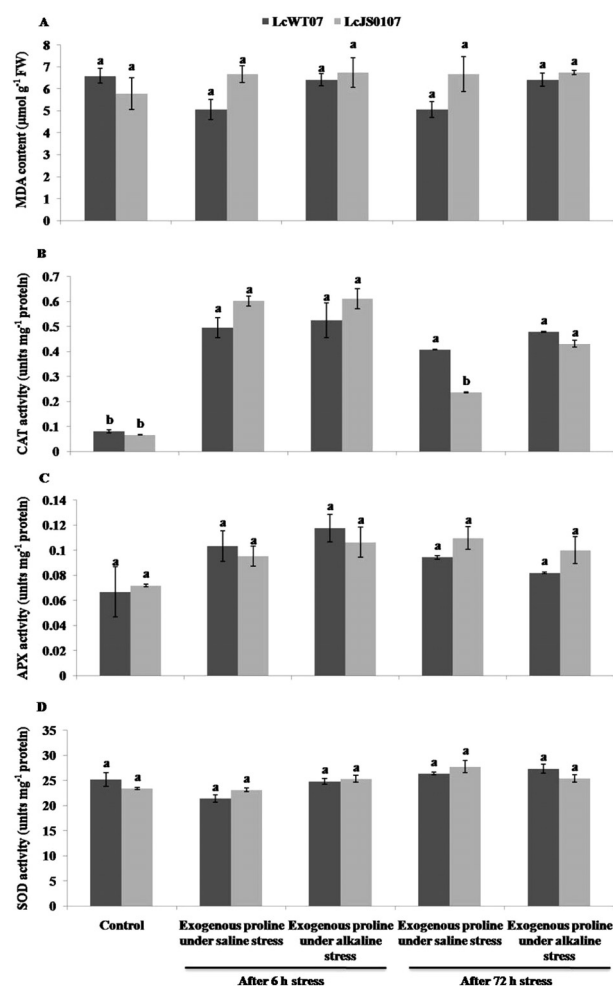 A
■LcWT07 ■LcJS0107
MDA content (µmol g-1 FW)
8
7
6
5
4
3
2
1
0
a a a a a a a a a a
B
CAT activity (units mg-1 protein)
0.7
0.6
0.5
0.4
0.3
0.2
0.1
0
b b a a a a a b a a
C
APX activity (units mg-1 protein)
0.14
0.12
0.1
0.08
0.06
0.04
0.02
0
a a a a a a a a a a
D
SOD activity (units mg-1 protein)
35
30
25
20
15
10
5
0
a a a a a a a a a a
Control
Exogenous proline
under saline stress
Exogenous proline
under alkaline
stress
Exogenous proline
under saline stress
Exogenous proline
under alkaline
stress
After 6 h stress
After 72 h stress